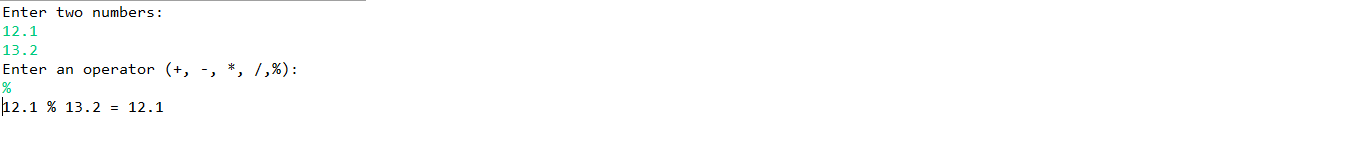 Enter two numbers:
12.1
13.2
Enter an operator (+, -, *, /,%):
%
12.1 % 13.2 = 12.1